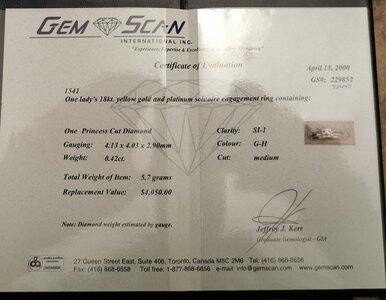 GEM SCAN
INTERNATIONAL INC.
Certificate of Evaluation
April 13, 2000
GS#: 229852
1541
One lady's 18kt. yellow gold and platinum solitaire engagement ring containing:
One Princess Cut Diamond
Clarity: SI-1
Gauging: 4.13 x 4.03 x 2.90mm
Colour: G-H
Weight: 0.42ct.
Cut: medium
Total Weight of Item: 5.7 grams
Replacement Value: $4,050.00
Note: Diamond weight estimated by gauge.
Jeffrey J. Kerr
Graduate Gemologist - GIA
27 Queen Street East, Suite 406, Toronto, Canada M5C 2M6 Tel: (416) 868-6656
Fax: (416) 868-6558 Toll free: 1-877-868-6656 e-mail: info@gemscan.com www.gemscan.com